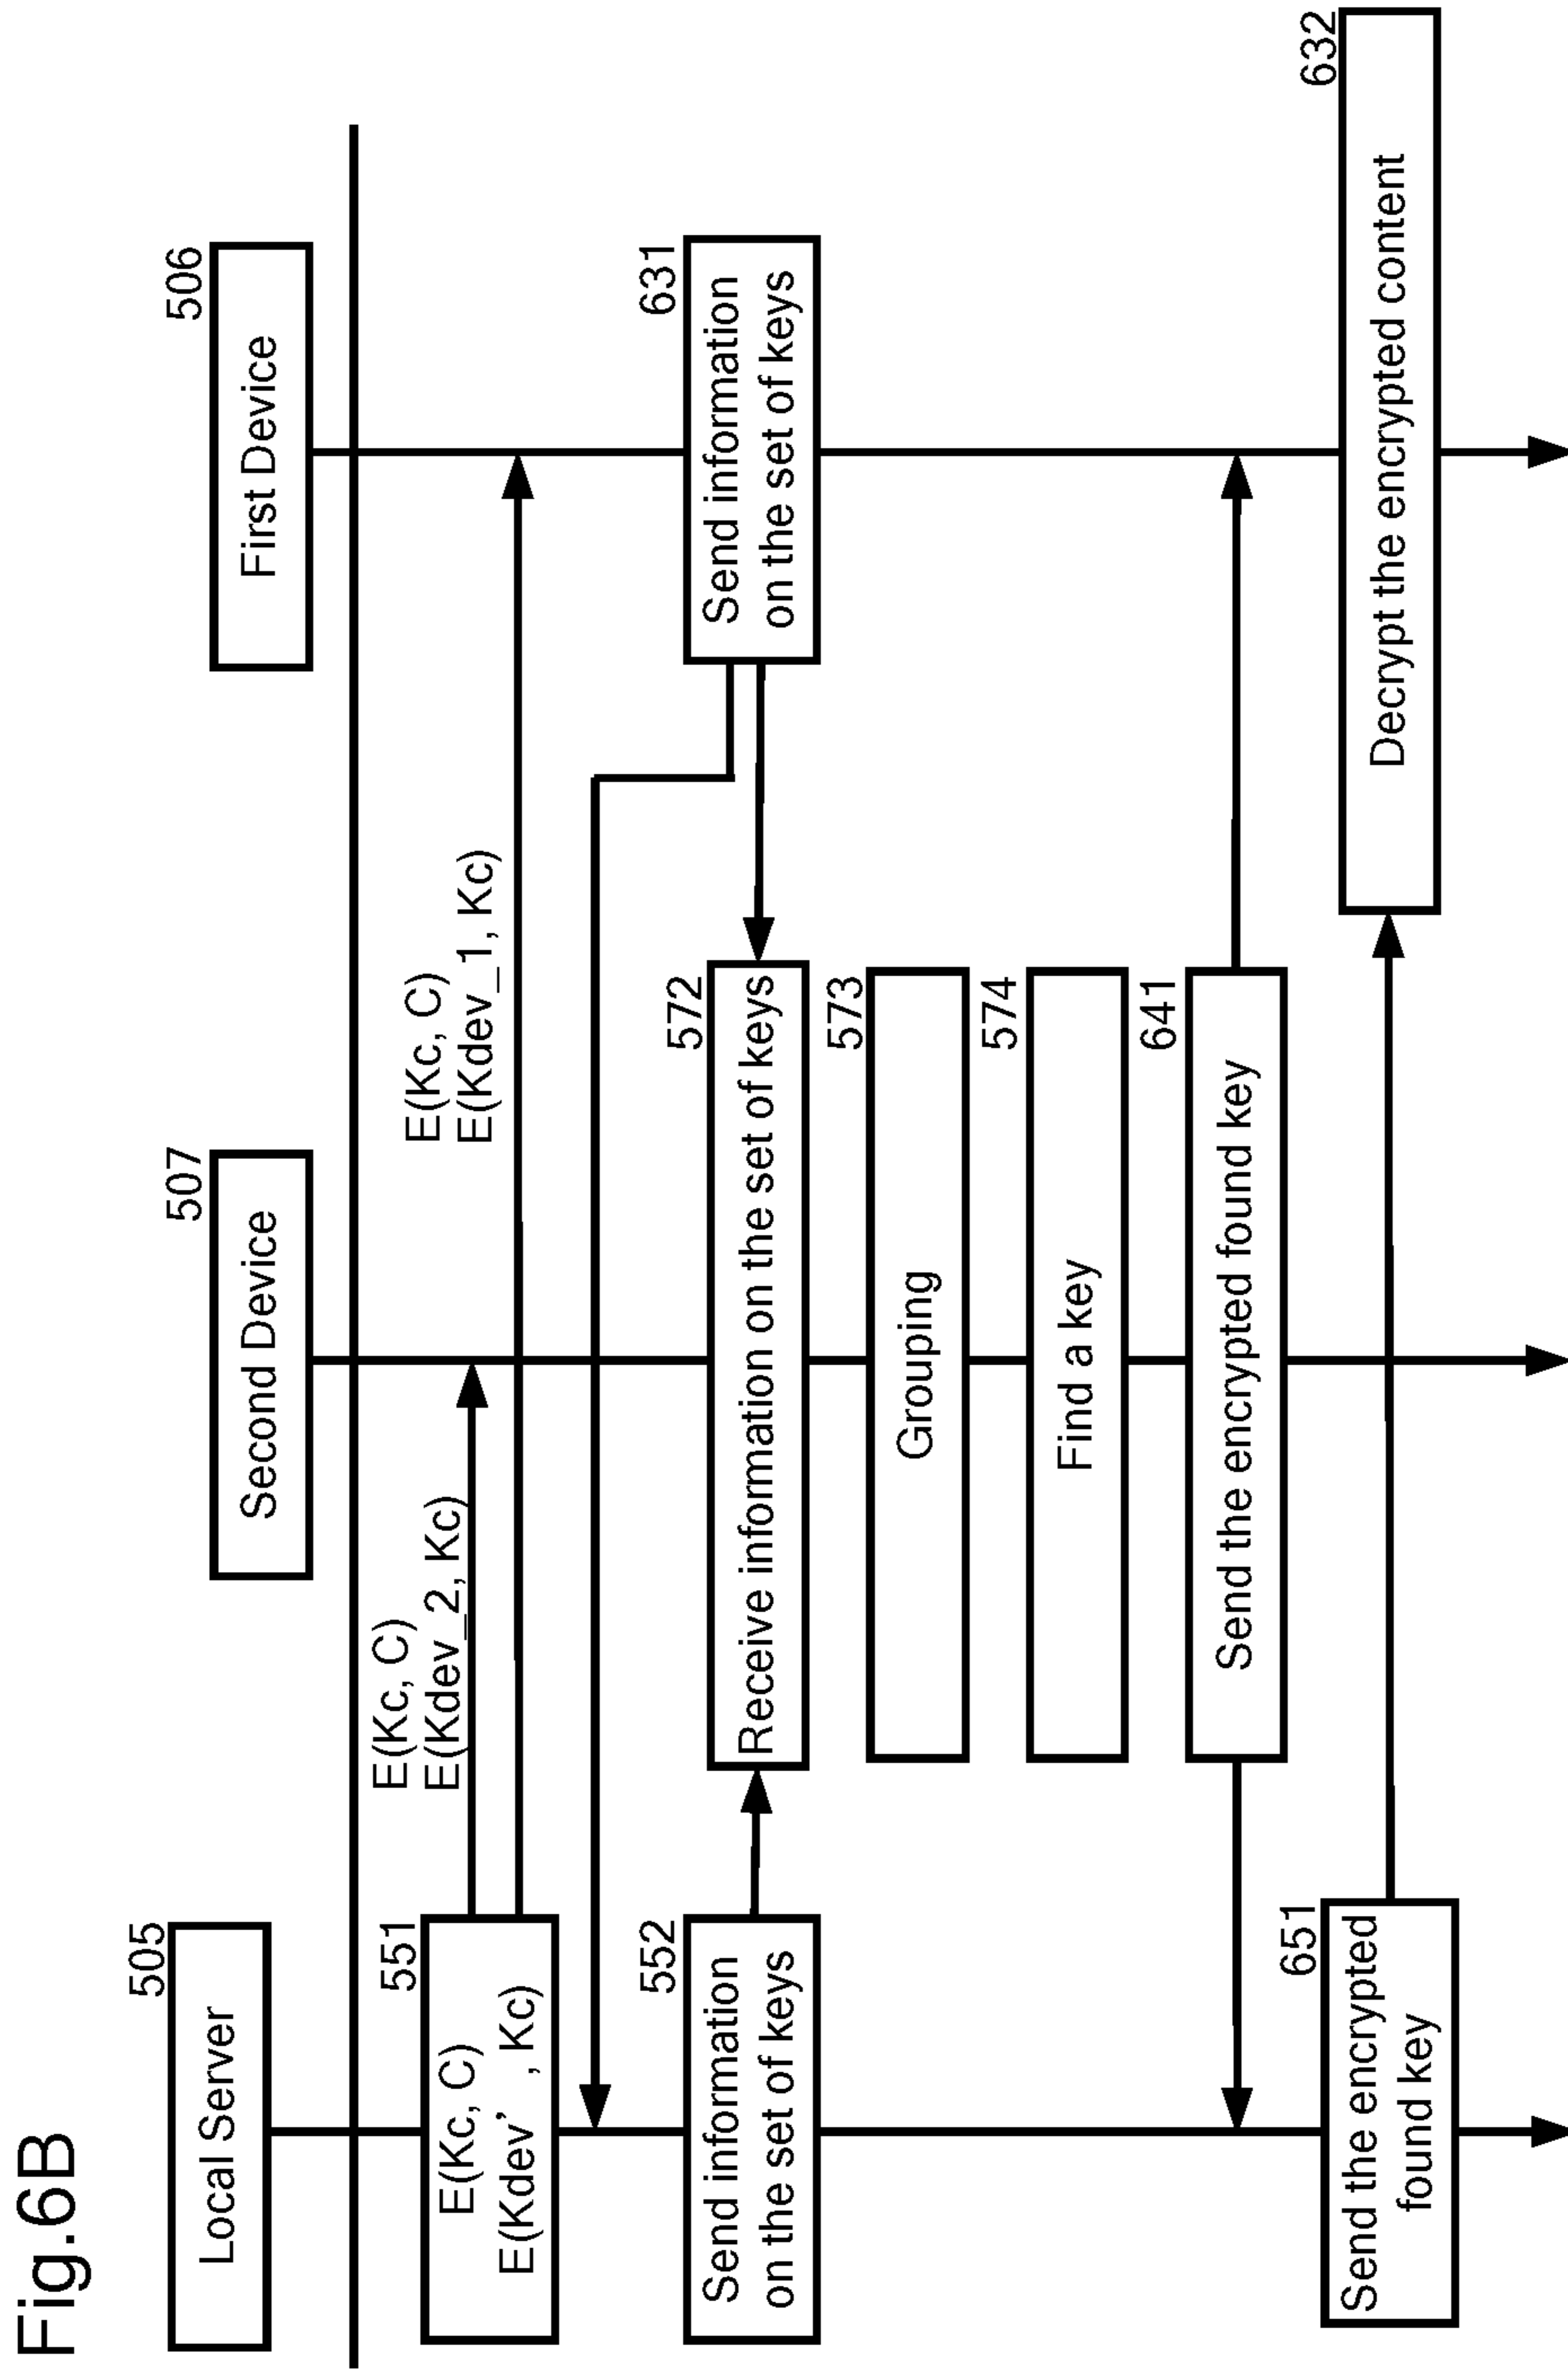 Fig.6B
505
Local Server
507
Second Device
506
First Device
551
E(Kc, C)
E(Kdev’ , Kc)
E(Kc, C)
E(Kdev_2, Kc)
E(Kc, C)
E(Kdev_1, Kc)
552
Send information
on the set of keys
572
Receive information on the set of keys
631
Send information
on the set of keys
573
Grouping
574
Find a key
641
Send the encrypted found key
651
Send the encrypted
found key
632
Decrypt the encrypted content